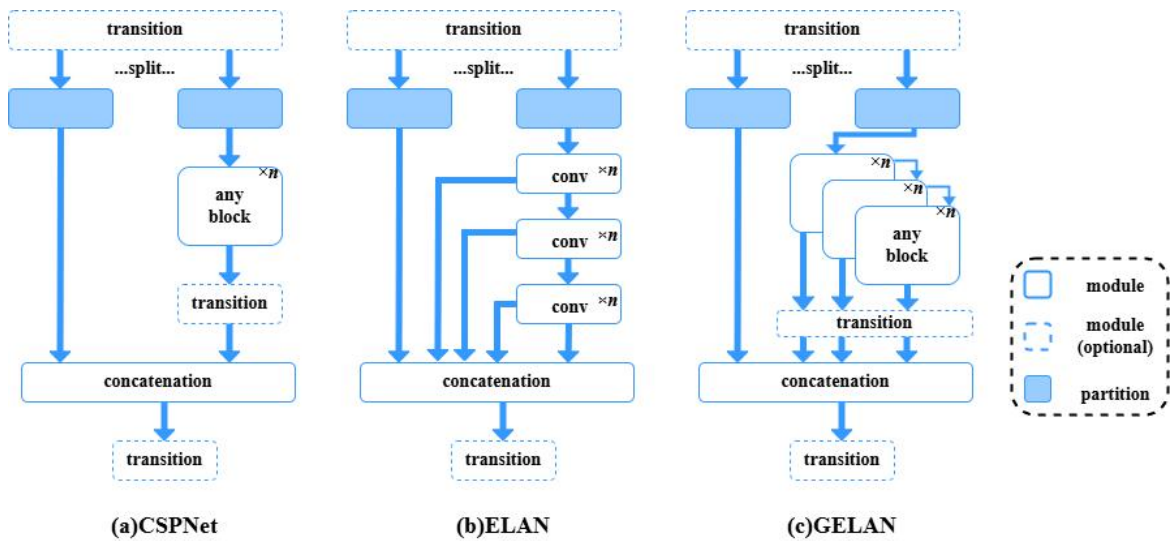 transition
...split...
×n
any
block
transition
concatenation
transition
(a)CSPNet
transition
...split...
conv ×n
conv ×n
conv ×n
concatenation
transition
(b)ELAN
transition
...split...
×n
×n
×n
any
block
transition
concatenation
transition
(c)GELAN
module
module
(optional)
partition